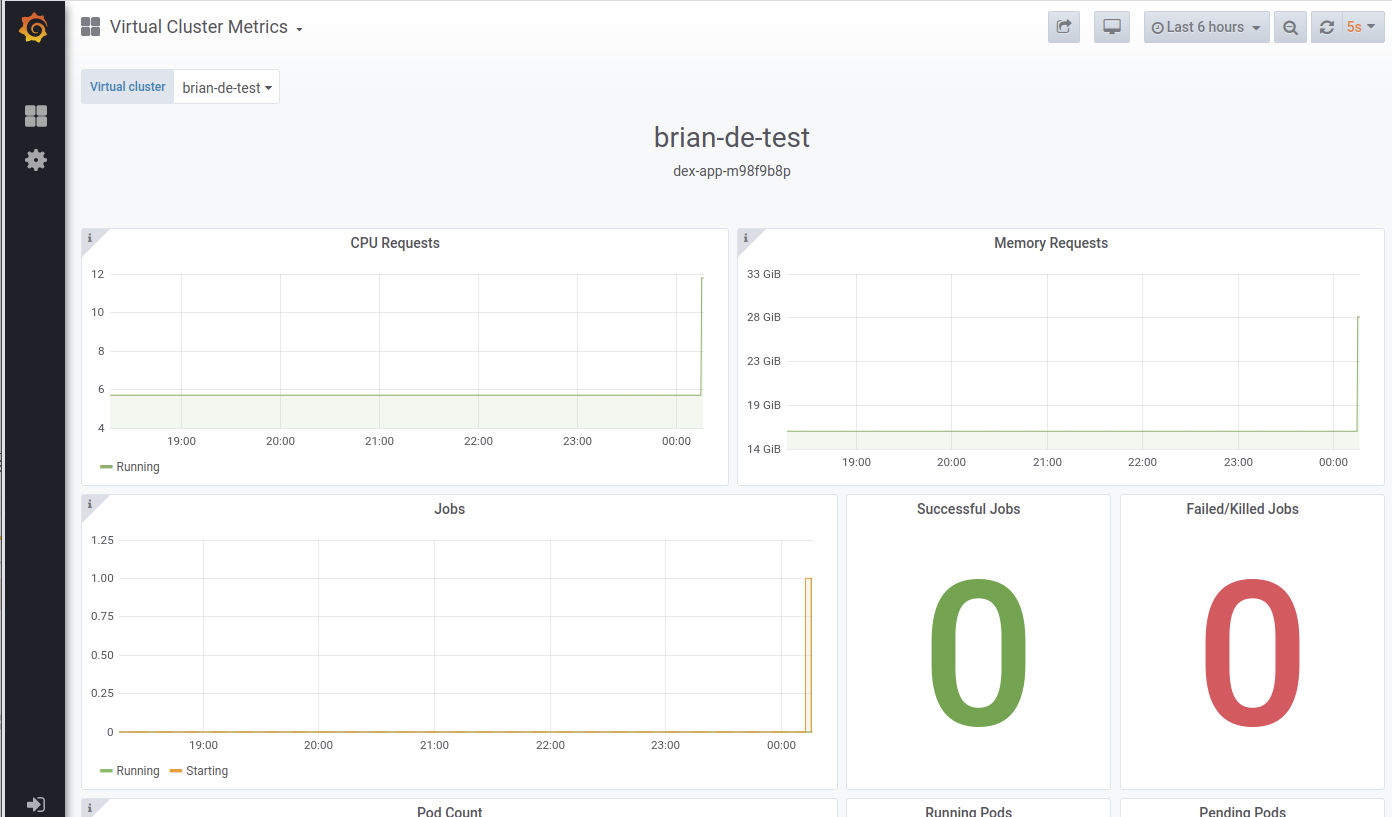 Virtual Cluster Metrics
Last 6 hours
5s
Virtual cluster
brian-de-test
brian-de-test
dex-app-m98f9b8p
i
CPU Requests
12
10
8
6
4
19:00 20:00 21:00 22:00 23:00 00:00
Running
i
Memory Requests
33 GiB
28 GiB
23 GiB
19 GiB
14 GiB
19:00 20:00 21:00 22:00 23:00 00:00
i
Jobs
1.25
1.00
0.75
0.50
0.25
0
19:00 20:00 21:00 22:00 23:00 00:00
Running Starting
Successful Jobs
0
Failed/Killed Jobs
0
i
Pod Count
Running Pods
Pending Pods